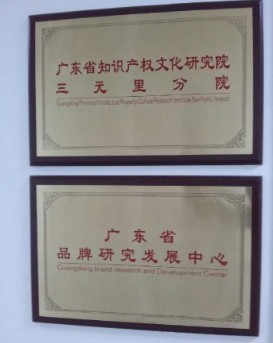 广东省知识产权文化研究院
三元里分院
Guangdong Provincial Intellectual Property Culture Research Institute San Yuan Li branch
广东省
品牌研究发展中心
Guangdong brand research and Development Center